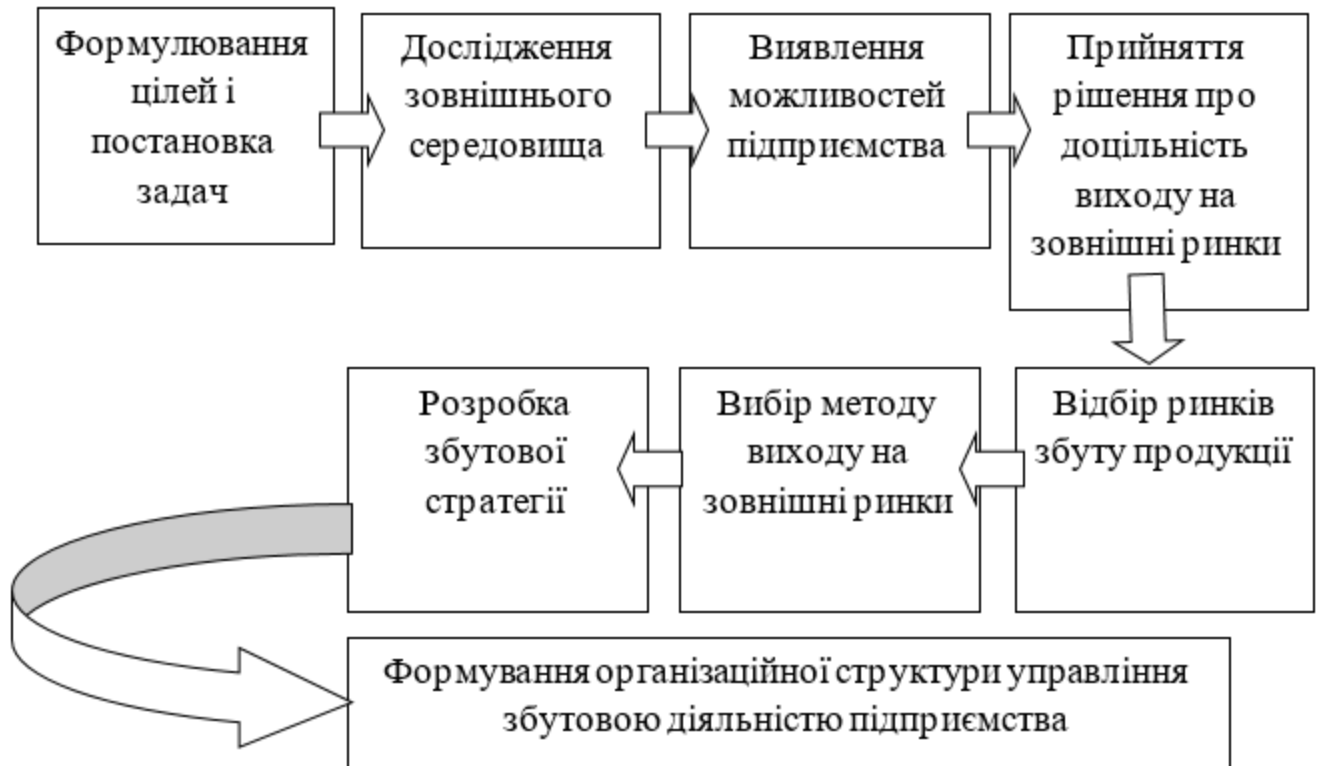 Формулювання
цілей і
постановка
задач
Дослідження
зовнішнього
середовища
Виявлення
можливостей
підприємства
Прийняття
рішення про
доцільність
виходу на
зовнішні ринки
Відбір ринків
збуту продукції
Вибір методу
виходу на
зовнішні ринки
Розробка
збутової
стратегії
Формування організаційної структури управління
збутовою діяльністю підприємства